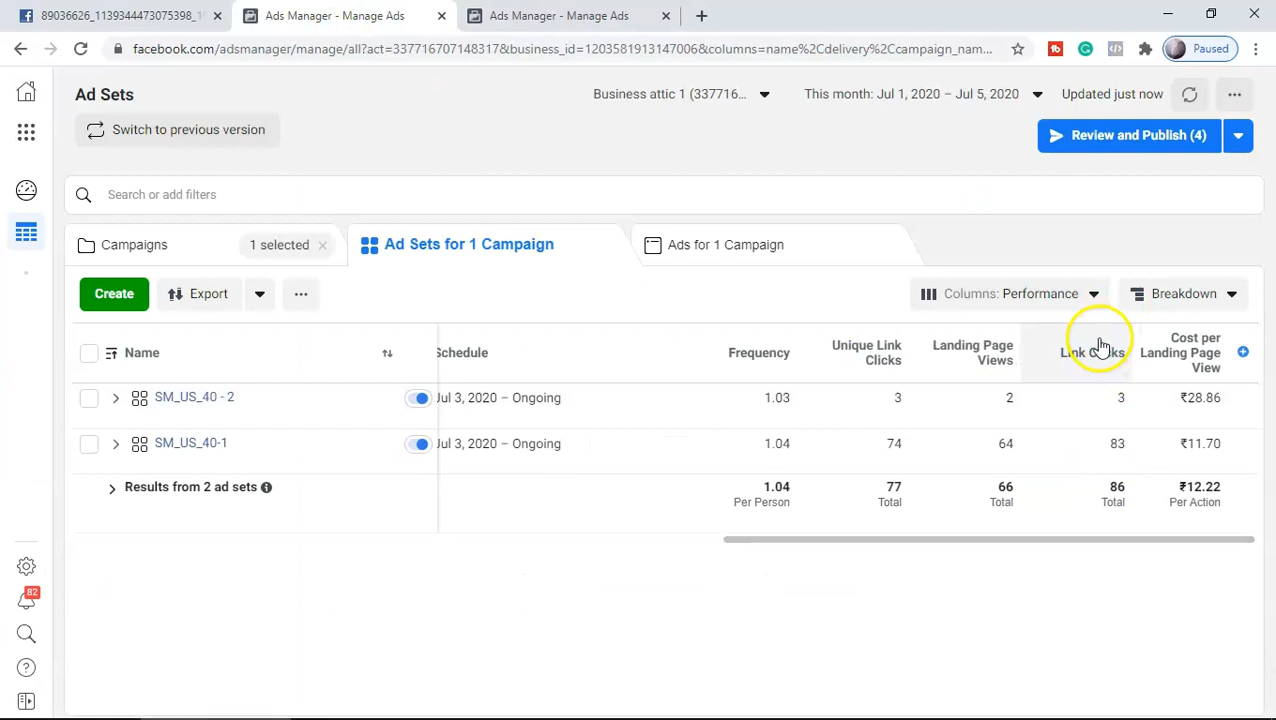 89036626_1139344473075398_1
Ads Manager - Manage Ads
Ads Manager - Manage Ads
facebook.com/adsmanager/manage/all?act=337716707148317&business_id=1203581913147006&columns=name%2Cdelivery%2Ccampaign_nam...
Paused
Ad Sets
Business attic 1 (337716...
This month: Jul 1, 2020 – Jul 5, 2020
Updated just now
Switch to previous version
Review and Publish (4)
Search or add filters
Campaigns
1 selected
Ad Sets for 1 Campaign
Ads for 1 Campaign
Create
Export
Columns: Performance
Breakdown
Name
Schedule
Frequency
Unique Link
Clicks
Landing Page
Views
Link Clicks
Cost per
Landing Page
View
SM_US_40 - 2
Jul 3, 2020 – Ongoing
1.03
3
2
3
₹28.86
SM_US_40-1
Jul 3, 2020 – Ongoing
1.04
74
64
83
₹11.70
Results from 2 ad sets
1.04
77
66
86
₹12.22
Per Person
Total
Total
Total
Per Action
82